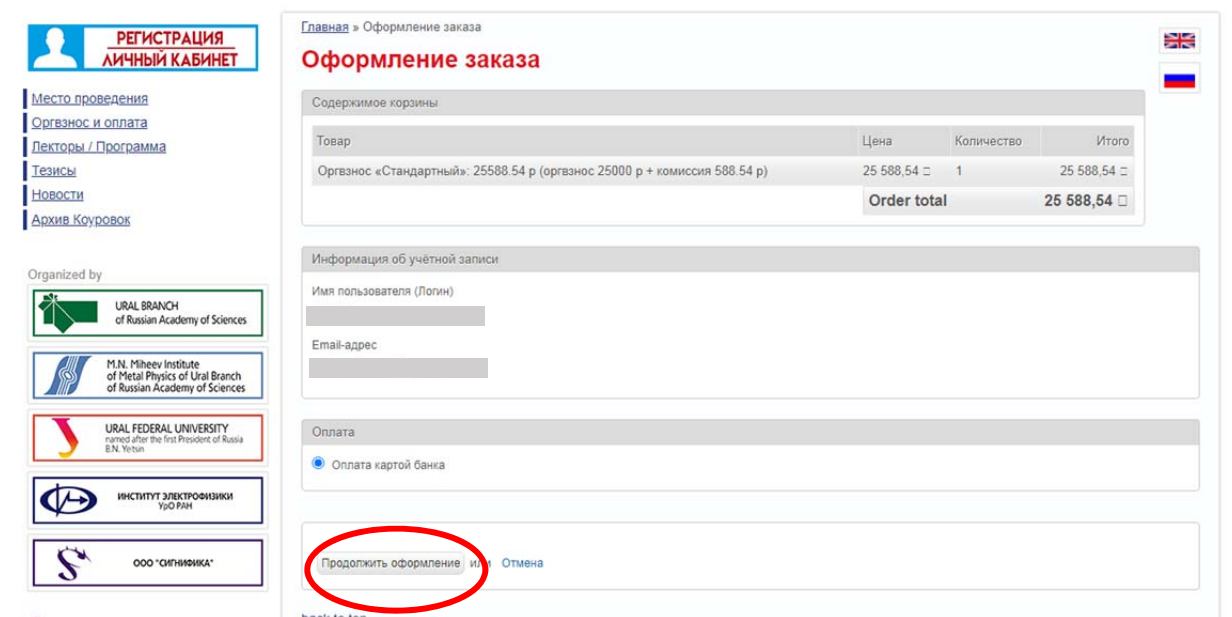 РЕГИСТРАЦИЯ
ЛИЧНЫЙ КАБИНЕТ
Место проведения
Оргвзнос и оплата
Лекторы / Программа
Тезисы
Новости
Архив Коуровок
Organized by
URAL BRANCH
of Russian Academy of Sciences
M.N. Miheev Institute
of Metal Physics of Ural Branch
of Russian Academy of Sciences
URAL FEDERAL UNIVERSITY
named after the first President of Russia
B.N. Yeltsin
ИНСТИТУТ ЭЛЕКТРОФИЗИКИ
УрО РАН
ООО "СИГНИФИКА"
Главная » Оформление заказа
Оформление заказа
Содержимое корзины
Товар Цена Количество Итого
Оргвзнос «Стандартный»: 25588.54 р (оргвзнос 25000 р + комиссия 588.54 р) 25 588,54 □ 1 25 588,54 □
Order total 25 588,54 □
Информация об учётной записи
Имя пользователя (Логин)
Email-адрес
Оплата
Оплата картой банка
Продолжить оформление или Отмена
back to top